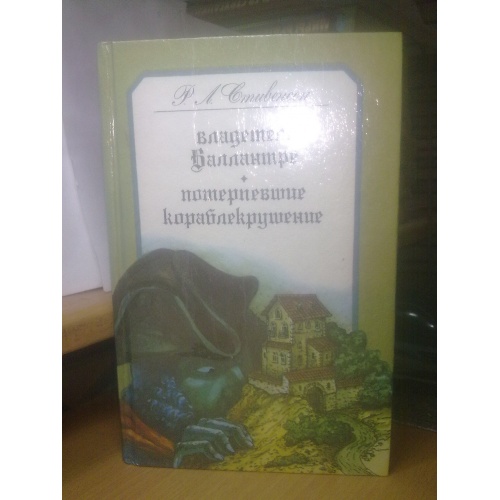 Р. Л. Стивенсон
владетель
Баллантрэ
потерпевшие
кораблекрушение